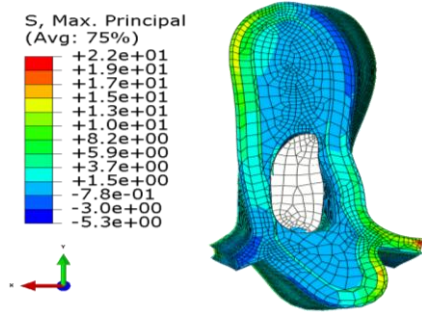 S, Max. Principal
(Avg: 75%)
+2.2e+01
+1.9e+01
+1.7e+01
+1.5e+01
+1.3e+01
+1.0e+01
+8.2e+00
+5.9e+00
+3.7e+00
+1.5e+00
-7.8e-01
-3.0e+00
-5.3e+00
Y
X